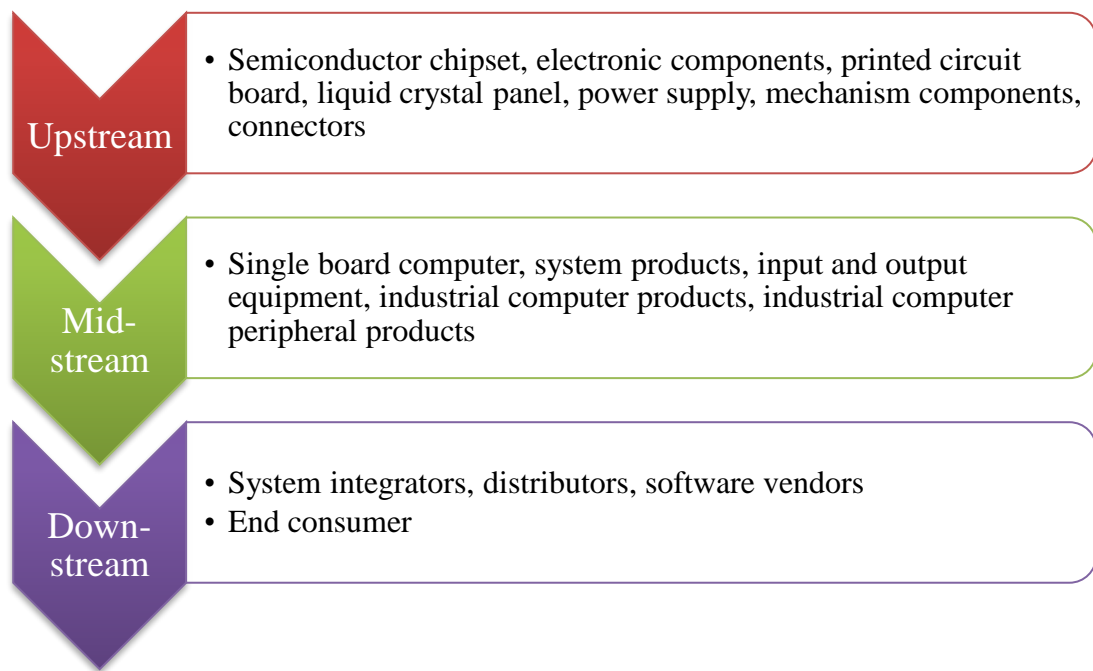 Upstream
• Semiconductor chipset, electronic components, printed circuit
board, liquid crystal panel, power supply, mechanism components,
connectors
Mid-
stream
• Single board computer, system products, input and output
equipment, industrial computer products, industrial computer
peripheral products
Down-
stream
• System integrators, distributors, software vendors
• End consumer